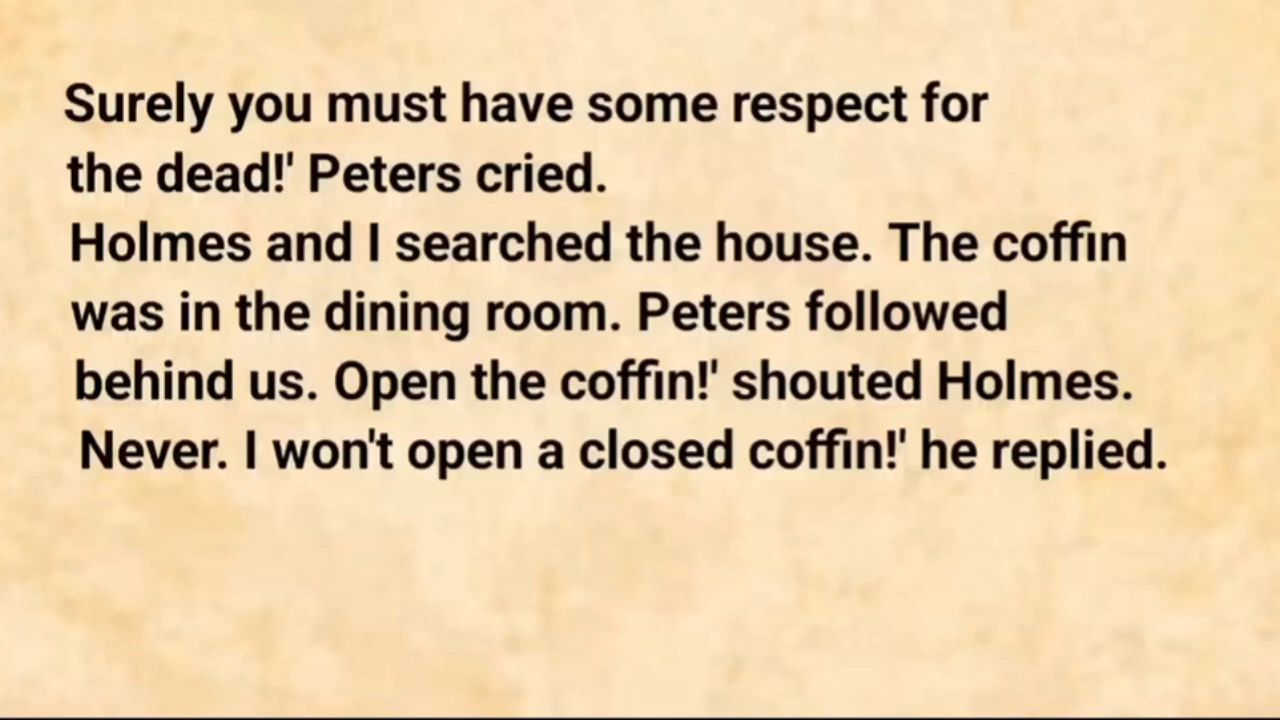 Surely you must have some respect for
the dead!' Peters cried.
Holmes and I searched the house. The coffin
was in the dining room. Peters followed
behind us. Open the coffin!' shouted Holmes.
Never. I won't open a closed coffin!' he replied.